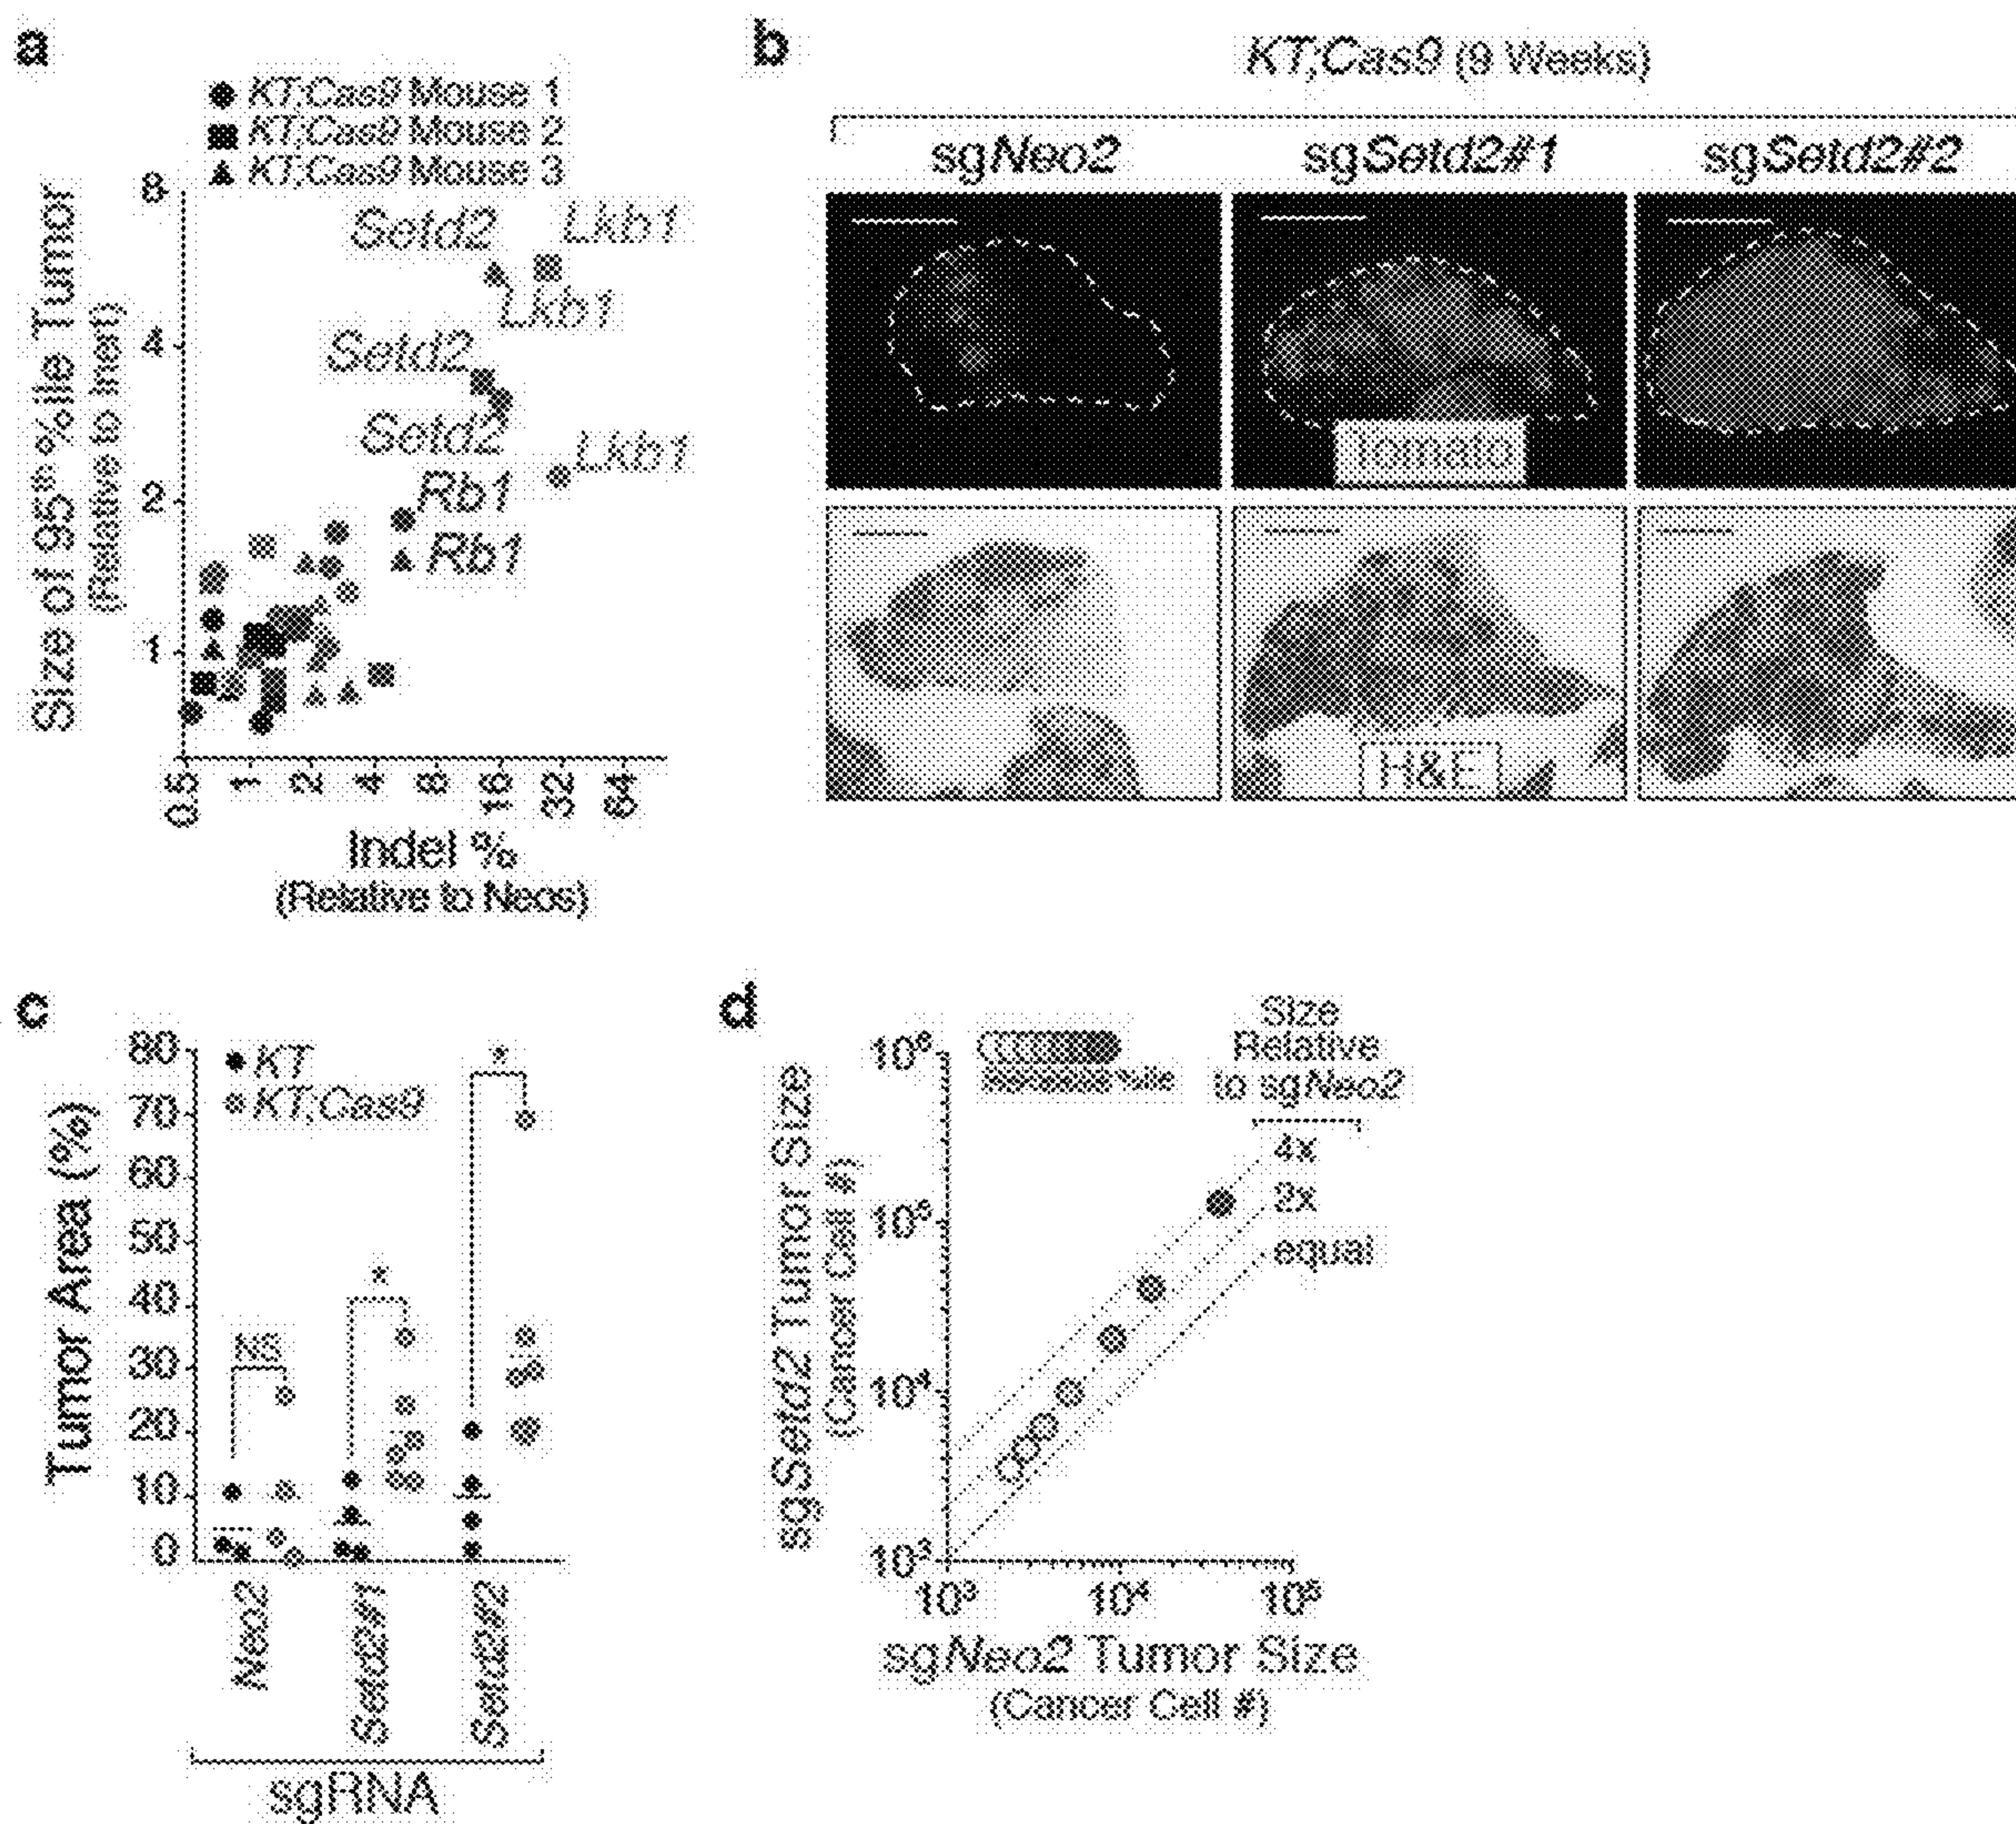 a
KT;Cas9 Mouse 1
KT;Cas9 Mouse 2
KT;Cas9 Mouse 3
Size of 95th %ile Tumor
(Relative to Inert)
8
4
2
1
Setd2
Lkb1
Lkb1
Setd2
Setd2
Lkb1
Rb1
Rb1
0.5
1
2
4
8
16
32
64
Indel %
(Relative to Neos)
b
KT;Cas9 (9 Weeks)
sgNeo2
sgSetd2#1
sgSetd2#2
tomato
H&E
c
Tumor Area (%)
80
70
60
50
40
30
20
10
0
KT
KT;Cas9
NS
*
*
Neo2
Setd2#1
Setd2#2
sgRNA
d
sgSetd2 Tumor Size
(Cancer Cell #)
10⁶
10⁵
10⁴
10³
%ile
Size
Relative
to sgNeo2
4x
2x
equal
10³
10⁴
10⁵
sgNeo2 Tumor Size
(Cancer Cell #)